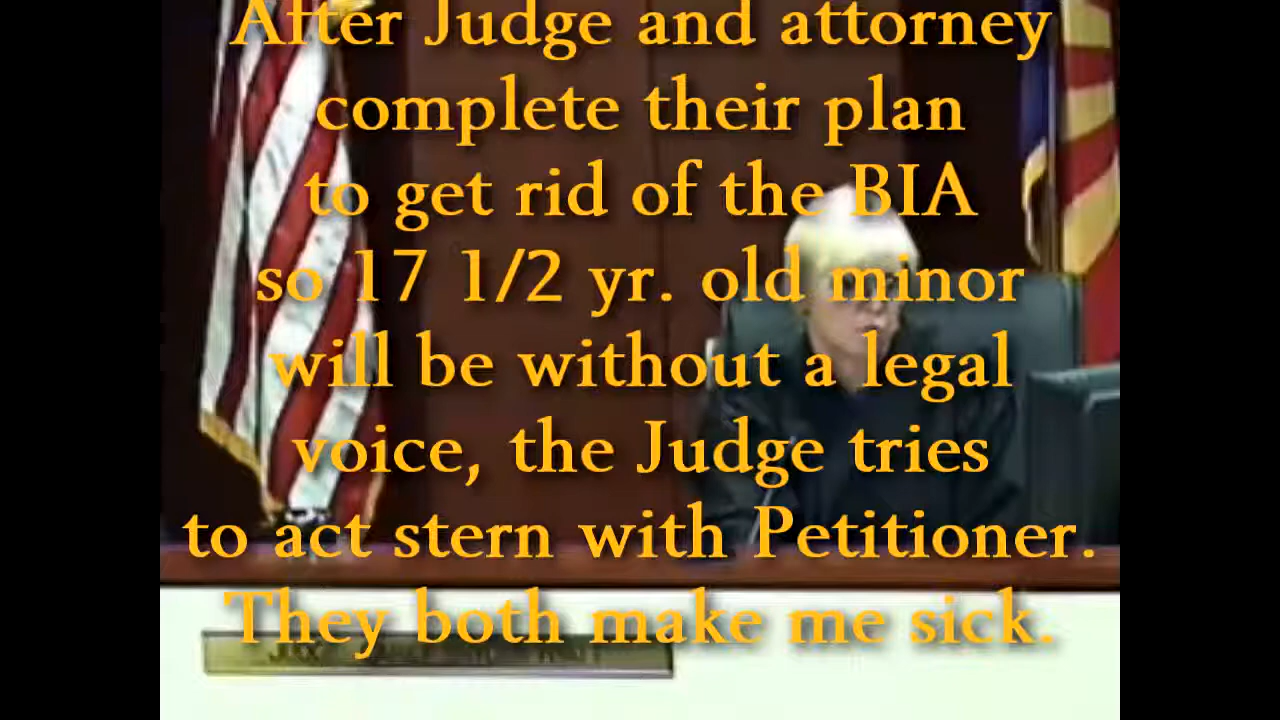 After Judge and attorney
complete their plan
to get rid of the BIA
so 17 1/2 yr. old minor
will be without a legal
voice, the Judge tries
to act stern with Petitioner.
They both make me sick.